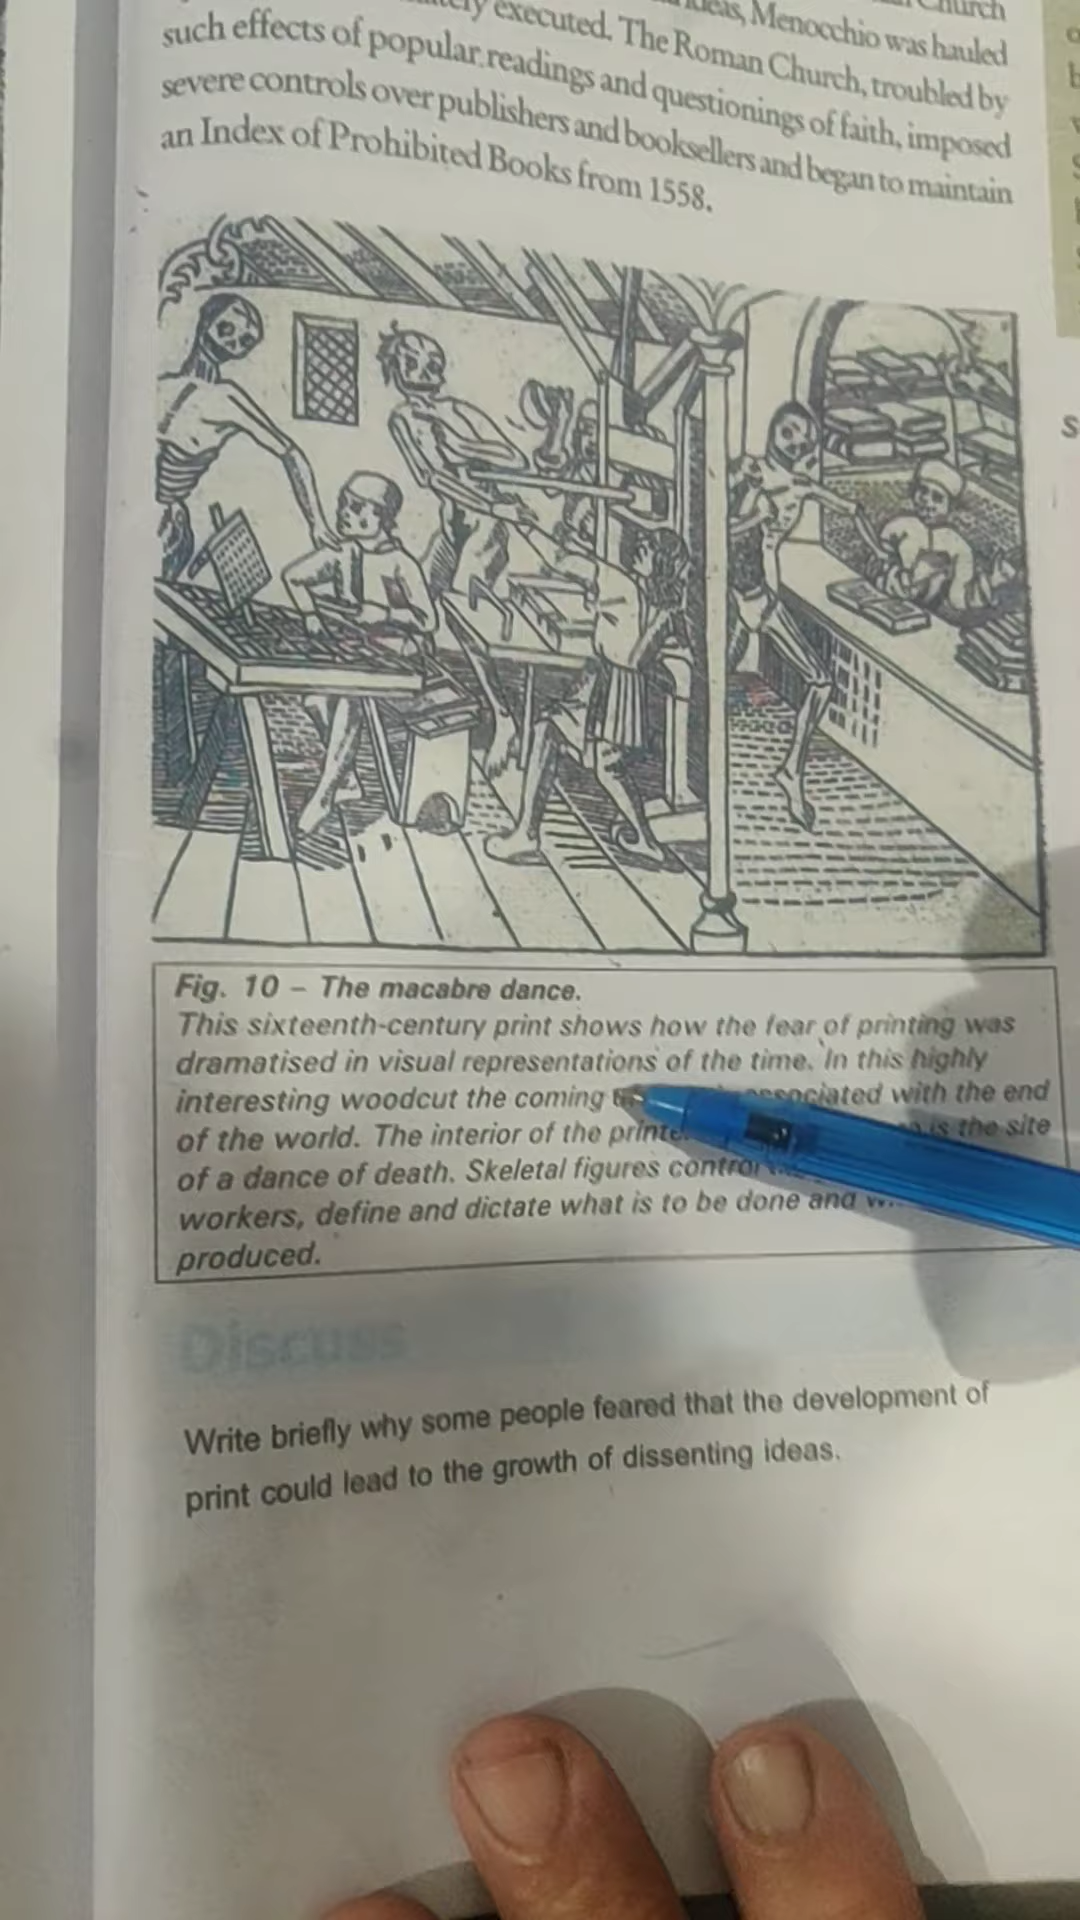 executed. The Roman Church, troubled by
ideas, Menocchio was hauled
such effects of popular readings and questionings of faith, imposed
severe controls over publishers and booksellers and began to maintain
an Index of Prohibited Books from 1558.
Fig. 10 – The macabre dance.
This sixteenth-century print shows how the fear of printing was
dramatised in visual representations of the time. In this highly
interesting woodcut the coming associated with the end
of the world. The interior of the is the site
of a dance of death. Skeletal figures
workers, define and dictate what is to be done and
produced.
Discuss
Write briefly why some people feared that the development of
print could lead to the growth of dissenting ideas.